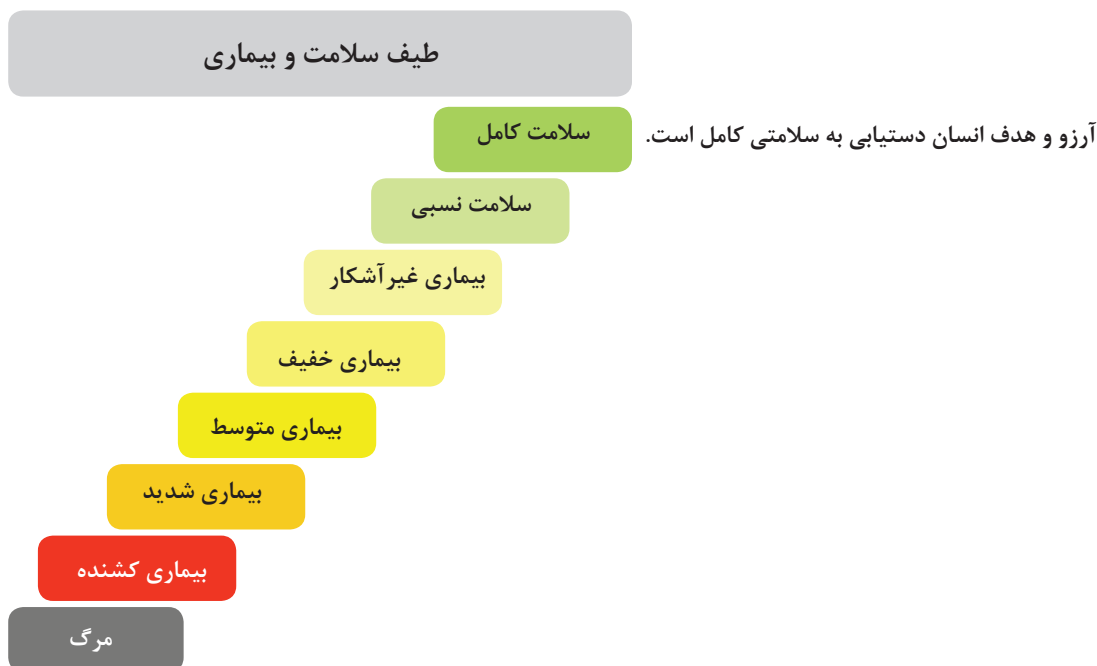 طیف سلامت و بیماری
آرزو و هدف انسان دستیابی به سلامتی کامل است.
سلامت کامل
سلامت نسبی
بیماری غیرآشکار
بیماری خفیف
بیماری متوسط
بیماری شدید
بیماری کشنده
مرگ